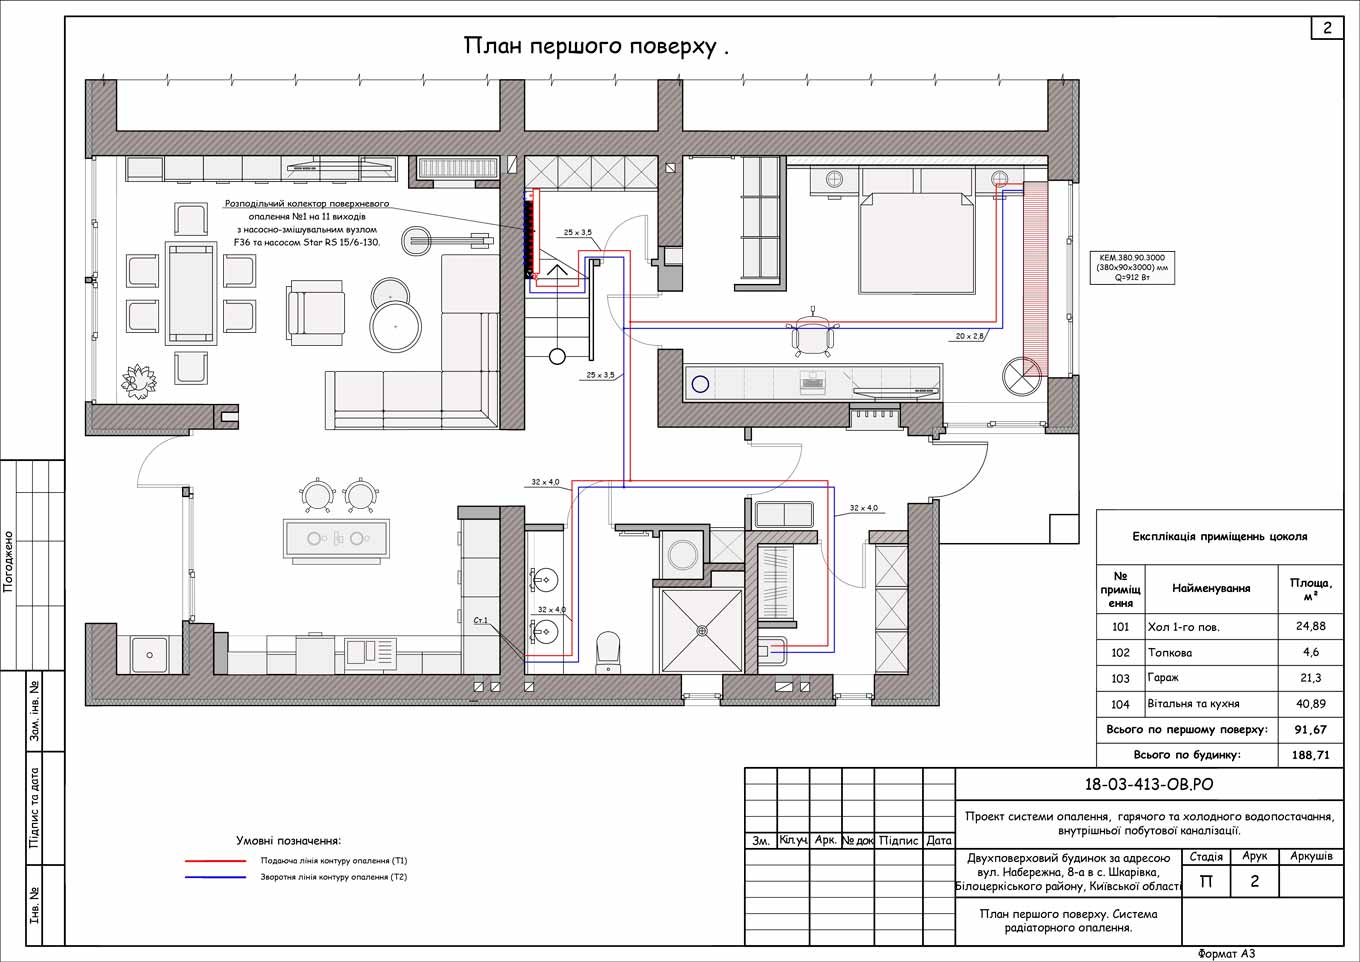 2
План першого поверху .
Розподільчий колектор поверхневого
опалення №1 на 11 виходів
з насосно-змішувальним вузлом
F36 та насосом Star RS 15/6-130.
25 x 3,5
КЕМ.380.90.3000
(380x90x3000) мм
Q=912 Вт
20 x 2,8
25 x 3,5
32 x 4,0
32 x 4,0
32 x 4,0
Ст.1
Погоджено
Зам. інв. №
Підпис та дата
Інв. №
Експлікація приміщеннь цоколя
№
приміщ
ення
Найменування
Площа,
м²
101 Хол 1-го пов. 24,88
102 Топкова 4,6
103 Гараж 21,3
104 Вітальня та кухня 40,89
Всього по першому поверху: 91,67
Всього по будинку: 188,71
Умовні позначення:
Подаюча лінія контуру опалення (Т1)
Зворотня лінія контуру опалення (Т2)
18-03-413-ОВ.РО
Проект системи опалення, гарячого та холодного водопостачання,
внутрішньої побутової каналізації.
Зм. Кіл.уч. Арк. № док Підпис Дата
Двухповерховий будинок за адресою
вул. Набережна, 8-а в с. Шкарівка,
Білоцеркіського району, Київської області
Стадія Арук Аркушів
П 2
План першого поверху. Система
радіаторного опалення.
Формат А3